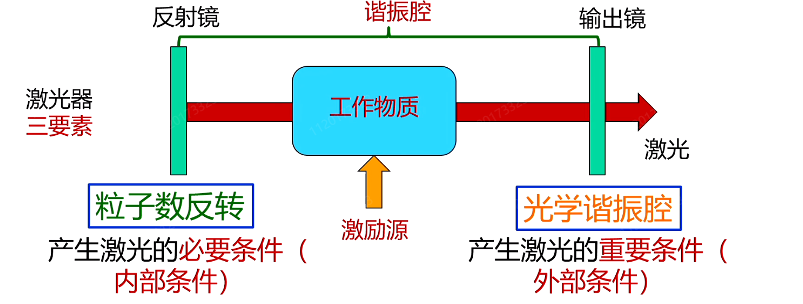 反射镜
谐振腔
输出镜
激光器
三要素
工作物质
激光
激励源
粒子数反转
光学谐振腔
产生激光的必要条件（
内部条件）
产生激光的重要条件（
外部条件）